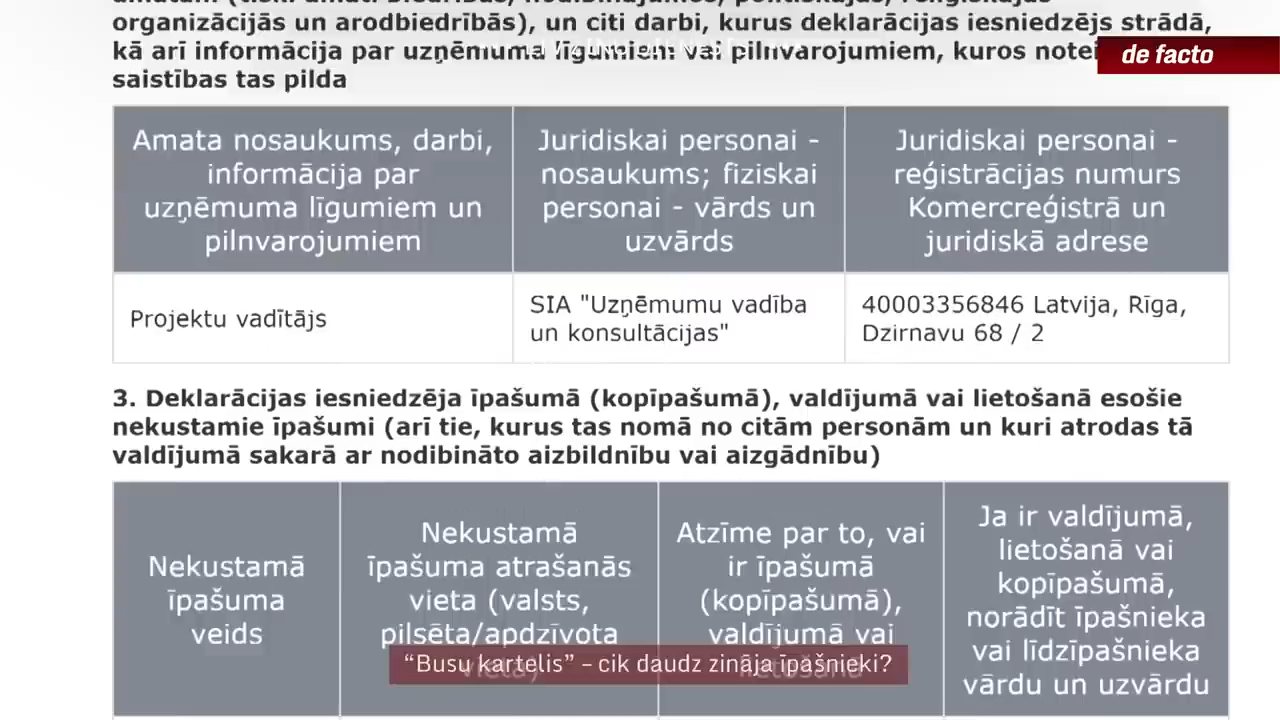 organizācijās un arodbiedrībās), un citi darbi, kurus deklarācijas iesniedzējs strādā,
kā arī informācija par uzņēmuma līgumiem vai pilnvarojumiem, kuros notei
saistības tas pilda
de facto
Amata nosaukums, darbi,
informācija par
uzņēmuma līgumiem un
pilnvarojumiem
Juridiskai personai -
nosaukums; fiziskai
personai - vārds un
uzvārds
Juridiskai personai -
reģistrācijas numurs
Komercreģistrā un
juridiskā adrese
Projektu vadītājs
SIA "Uzņēmumu vadība
un konsultācijas"
40003356846 Latvija, Rīga,
Dzirnavu 68 / 2
3. Deklarācijas iesniedzēja īpašumā (kopīpašumā), valdījumā vai lietošanā esošie
nekustamie īpašumi (arī tie, kurus tas nomā no citām personām un kuri atrodas tā
valdījumā sakarā ar nodibināto aizbildnību vai aizgādnību)
Nekustamā
īpašuma
veids
Nekustamā
īpašuma atrašanās
vieta (valsts,
pilsēta/apdzīvota
vieta)
Atzīme par to, vai
ir īpašumā
(kopīpašumā),
valdījumā vai
lietošanā
Ja ir valdījumā,
lietošanā vai
kopīpašumā,
norādīt īpašnieka
vai līdzīpašnieka
vārdu un uzvārdu
“Busu kartelis” – cik daudz zināja īpašnieki?